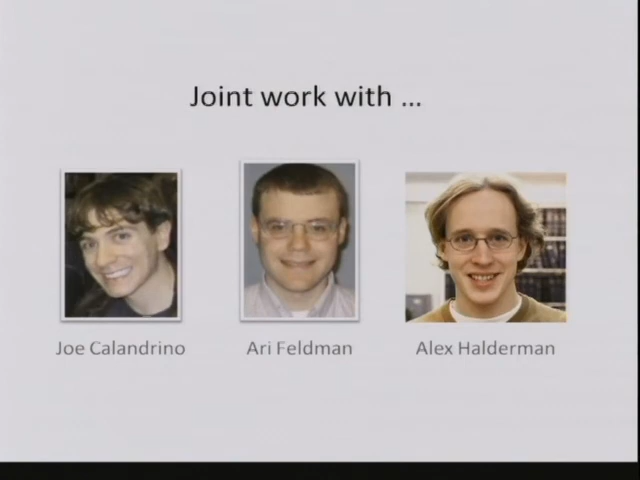 Joint work with ...
Joe Calandrino
Ari Feldman
Alex Halderman